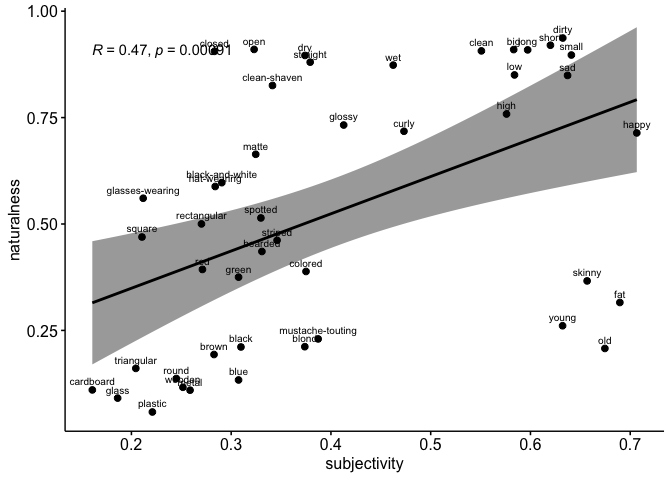 1.00
0.75
0.50
0.25
naturalness
R = 0.47, p = 0.00091
closed
open
dry
straight
wet
clean
big
long
short
dirty
small
low
sad
clean-shaven
high
glossy
curly
happy
matte
black-and-white
hat-wearing
glasses-wearing
rectangular
spotted
square
striped
bearded
red
green
colored
skinny
fat
young
old
mustache-touting
blond
black
brown
triangular
round
blue
cardboard
wooden
metal
glass
plastic
0.2 0.3 0.4 0.5 0.6 0.7
subjectivity